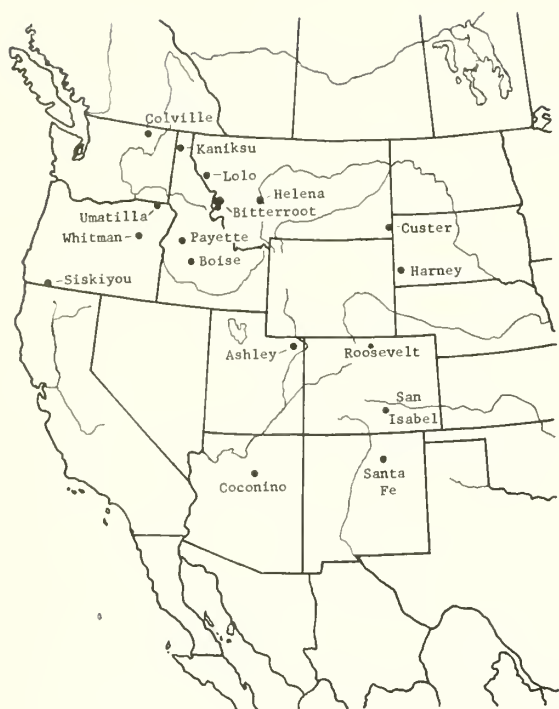 Colville
Kaniksu
Lolo
Helena
Bitterroot
Umatilla
Whitman
Payette
Boise
Custer
Harney
Siskiyou
Ashley
Roosevelt
San
Isabel
Coconino
Santa
Fe